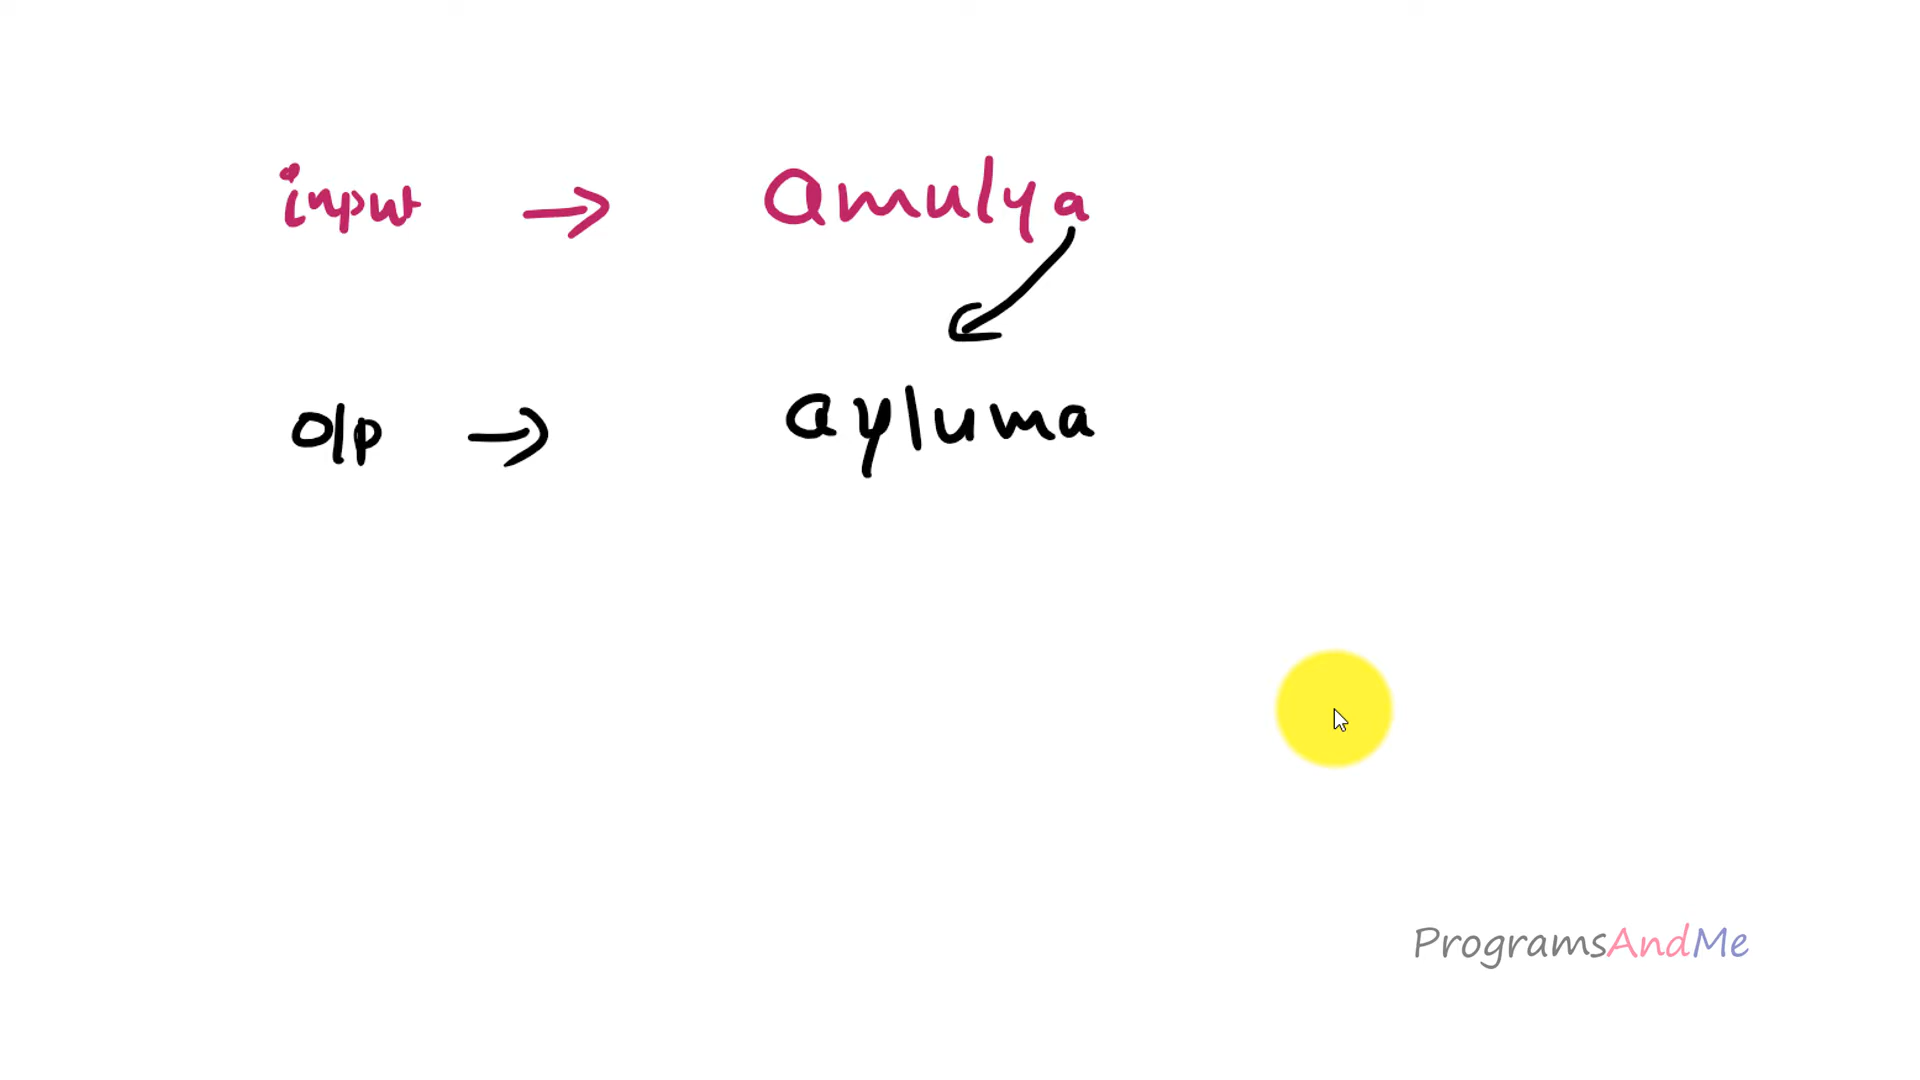 input → amulya
o/p → ayluma
ProgramsAndMe